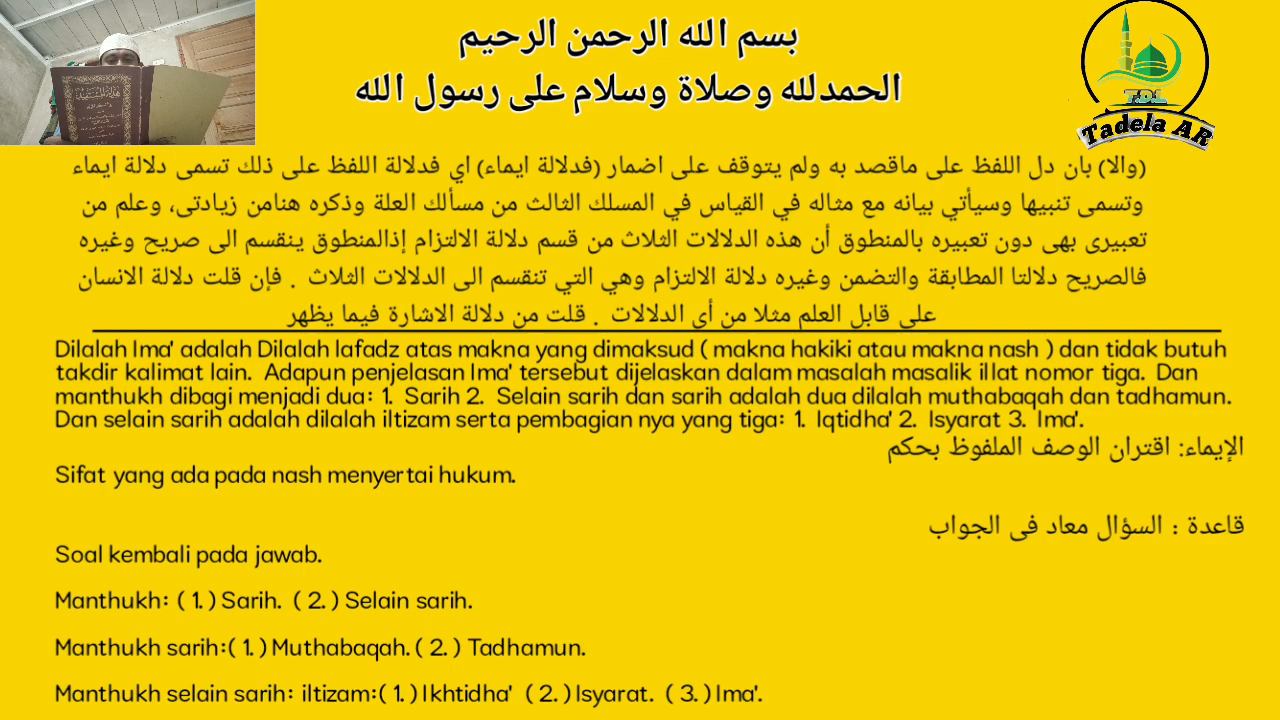 بسم الله الرحمن الرحيم
الحمدلله وصلاة وسلام على رسول الله
T.D.L
Tadela AR
(والا) بان دل اللفظ على ماقصد به ولم يتوقف على اضمار (فدلالة ايماء) اي فدلالة اللفظ على ذلك تسمى دلالة ايماء
وتسمى تنبيها وسيأتي بيانه مع مثاله في القياس في المسلك الثالث من مسألك العلة وذكره هنامن زيادتى، وعلم من
تعبيرى بهى دون تعبيره بالمنطوق أن هذه الدلالات الثلاث من قسم دلالة الالتزام إذالمنطوق ينقسم الى صريح وغيره
فالصريح دلالتا المطابقة والتضمن وغيره دلالة الالتزام وهي التي تنقسم الى الدلالات الثلاث . فإن قلت دلالة الانسان
على قابل العلم مثلا من أى الدلالات . قلت من دلالة الاشارة فيما يظهر
Dilalah Ima' adalah Dilalah lafadz atas makna yang dimaksud ( makna hakiki atau makna nash ) dan tidak butuh
takdir kalimat lain. Adapun penjelasan Ima' tersebut dijelaskan dalam masalah masalik illat nomor tiga. Dan
manthukh dibagi menjadi dua: 1. Sarih 2. Selain sarih dan sarih adalah dua dilalah muthabaqah dan tadhamun.
Dan selain sarih adalah dilalah iltizam serta pembagian nya yang tiga: 1. Iqtidha' 2. Isyarat 3. Ima'.
الإيماء: اقتران الوصف الملفوظ بحكم
Sifat yang ada pada nash menyertai hukum.
قاعدة : السؤال معاد فى الجواب
Soal kembali pada jawab.
Manthukh: ( 1. ) Sarih. ( 2. ) Selain sarih.
Manthukh sarih:( 1. ) Muthabaqah. ( 2. ) Tadhamun.
Manthukh selain sarih: iltizam:( 1. ) Ikhtidha' ( 2. ) Isyarat. ( 3. ) Ima'.